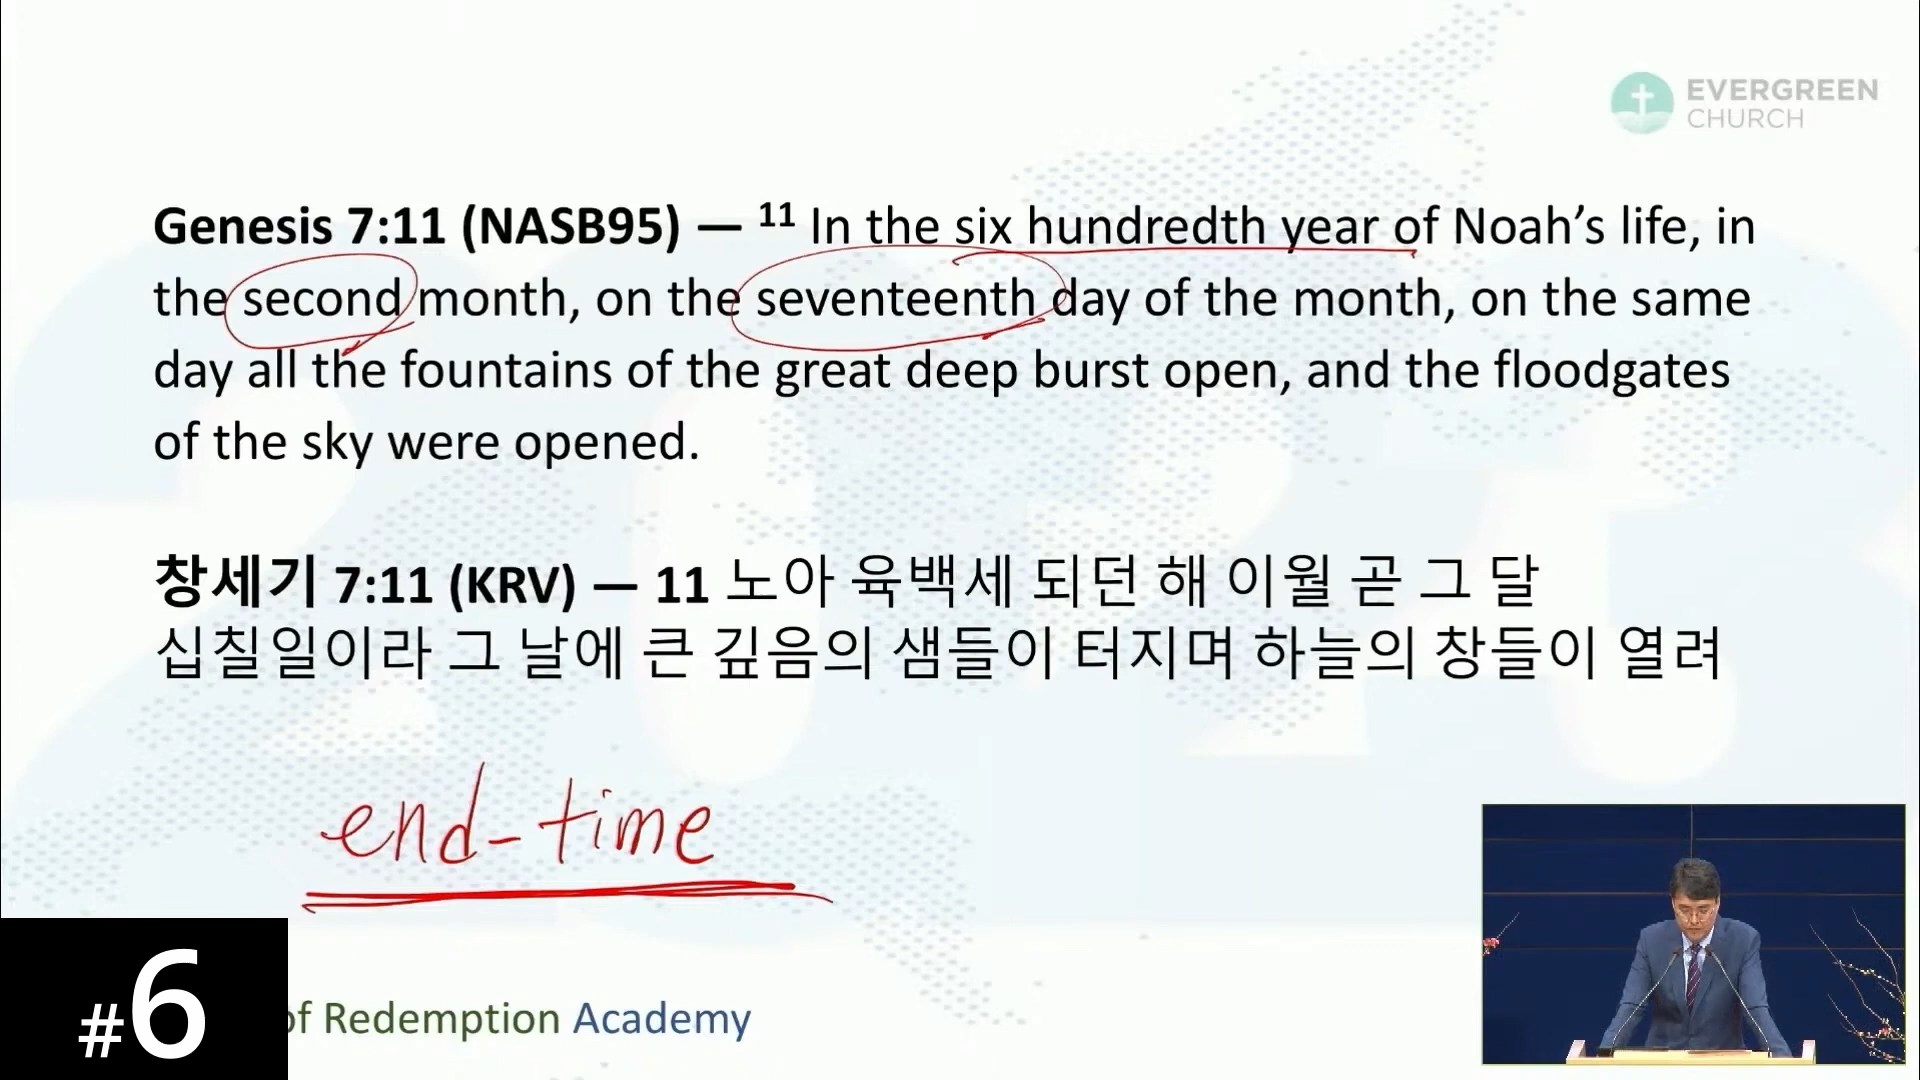 EVERGREEN
CHURCH
Genesis 7:11 (NASB95) — 11 In the six hundredth year of Noah’s life, in
the second month, on the seventeenth day of the month, on the same
day all the fountains of the great deep burst open, and the floodgates
of the sky were opened.
창세기 7:11 (KRV) — 11 노아 육백세 되던 해 이월 곧 그 달
십칠일이라 그 날에 큰 깊음의 샘들이 터지며 하늘의 창들이 열려
end-time
#6
of Redemption Academy